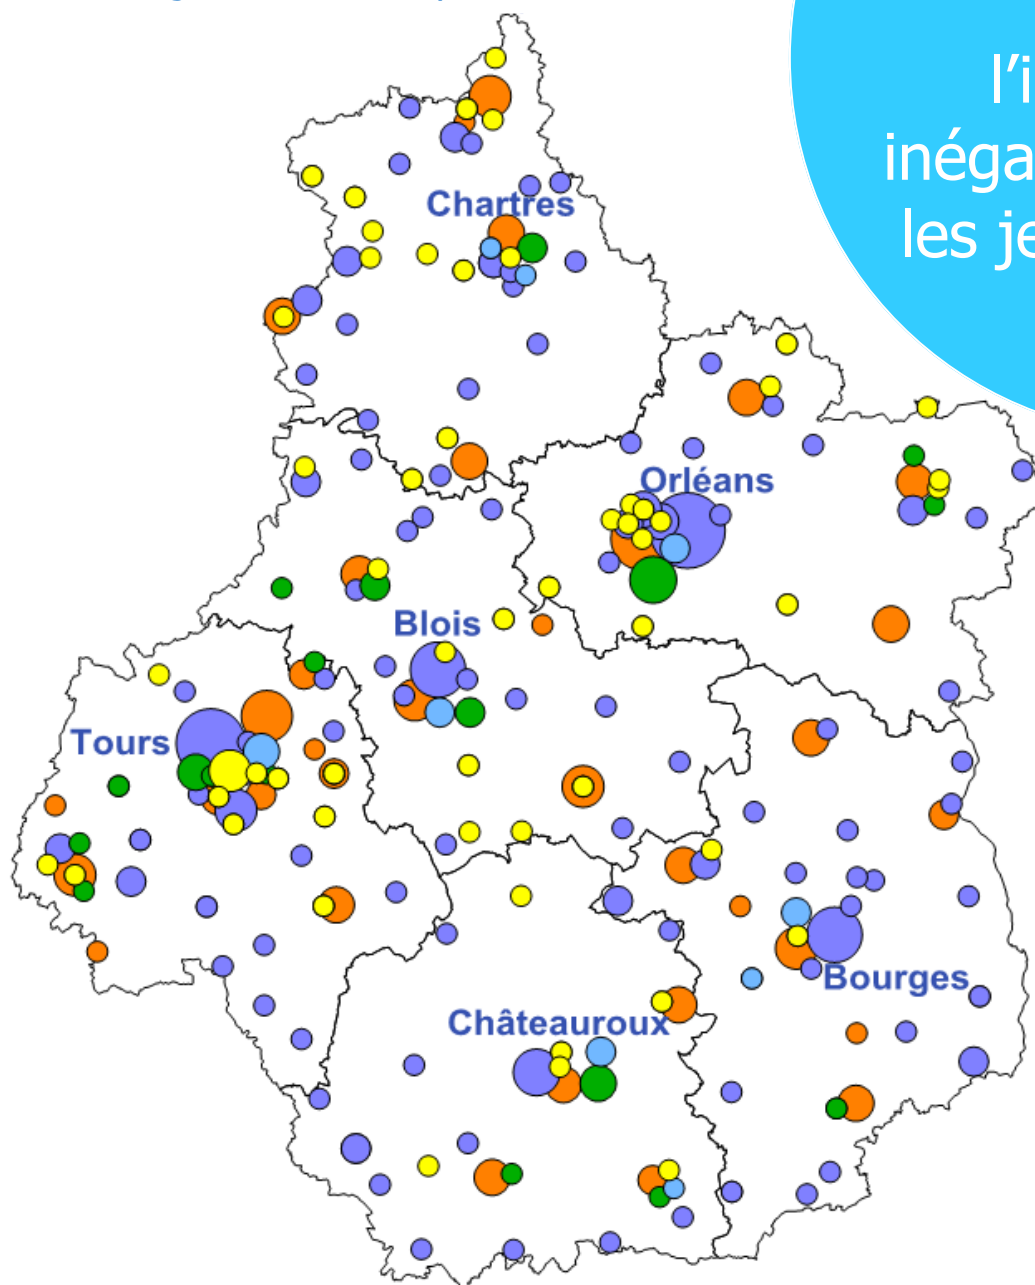 l'i
inéga
les je
Chartres
Orléans
Blois
Tours
Bourges
Châteauroux